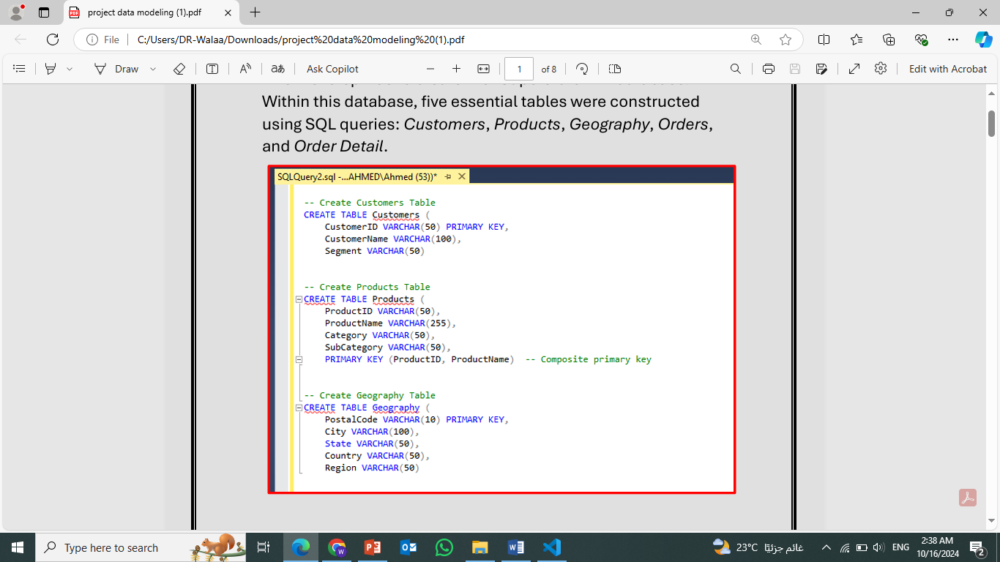 project data modeling (1).pdf
File
C:/Users/DR-Walaa/Downloads/project%20data%20modeling%20(1).pdf
Draw
Ask Copilot
1 of 8
Edit with Acrobat
Within this database, five essential tables were constructed
using SQL queries: Customers, Products, Geography, Orders,
and Order Detail.
SQLQuery2.sql -...AHMED\Ahmed (53))*
-- Create Customers Table
CREATE TABLE Customers (
CustomerID VARCHAR(50) PRIMARY KEY,
CustomerName VARCHAR(100),
Segment VARCHAR(50)
-- Create Products Table
CREATE TABLE Products (
ProductID VARCHAR(50),
ProductName VARCHAR(255),
Category VARCHAR(50),
SubCategory VARCHAR(50),
PRIMARY KEY (ProductID, ProductName) -- Composite primary key
-- Create Geography Table
CREATE TABLE Geography (
PostalCode VARCHAR(10) PRIMARY KEY,
City VARCHAR(100),
State VARCHAR(50),
Country VARCHAR(50),
Region VARCHAR(50)
Type here to search
23°C غائم جزئيًا
ENG
2:38 AM
10/16/2024
2